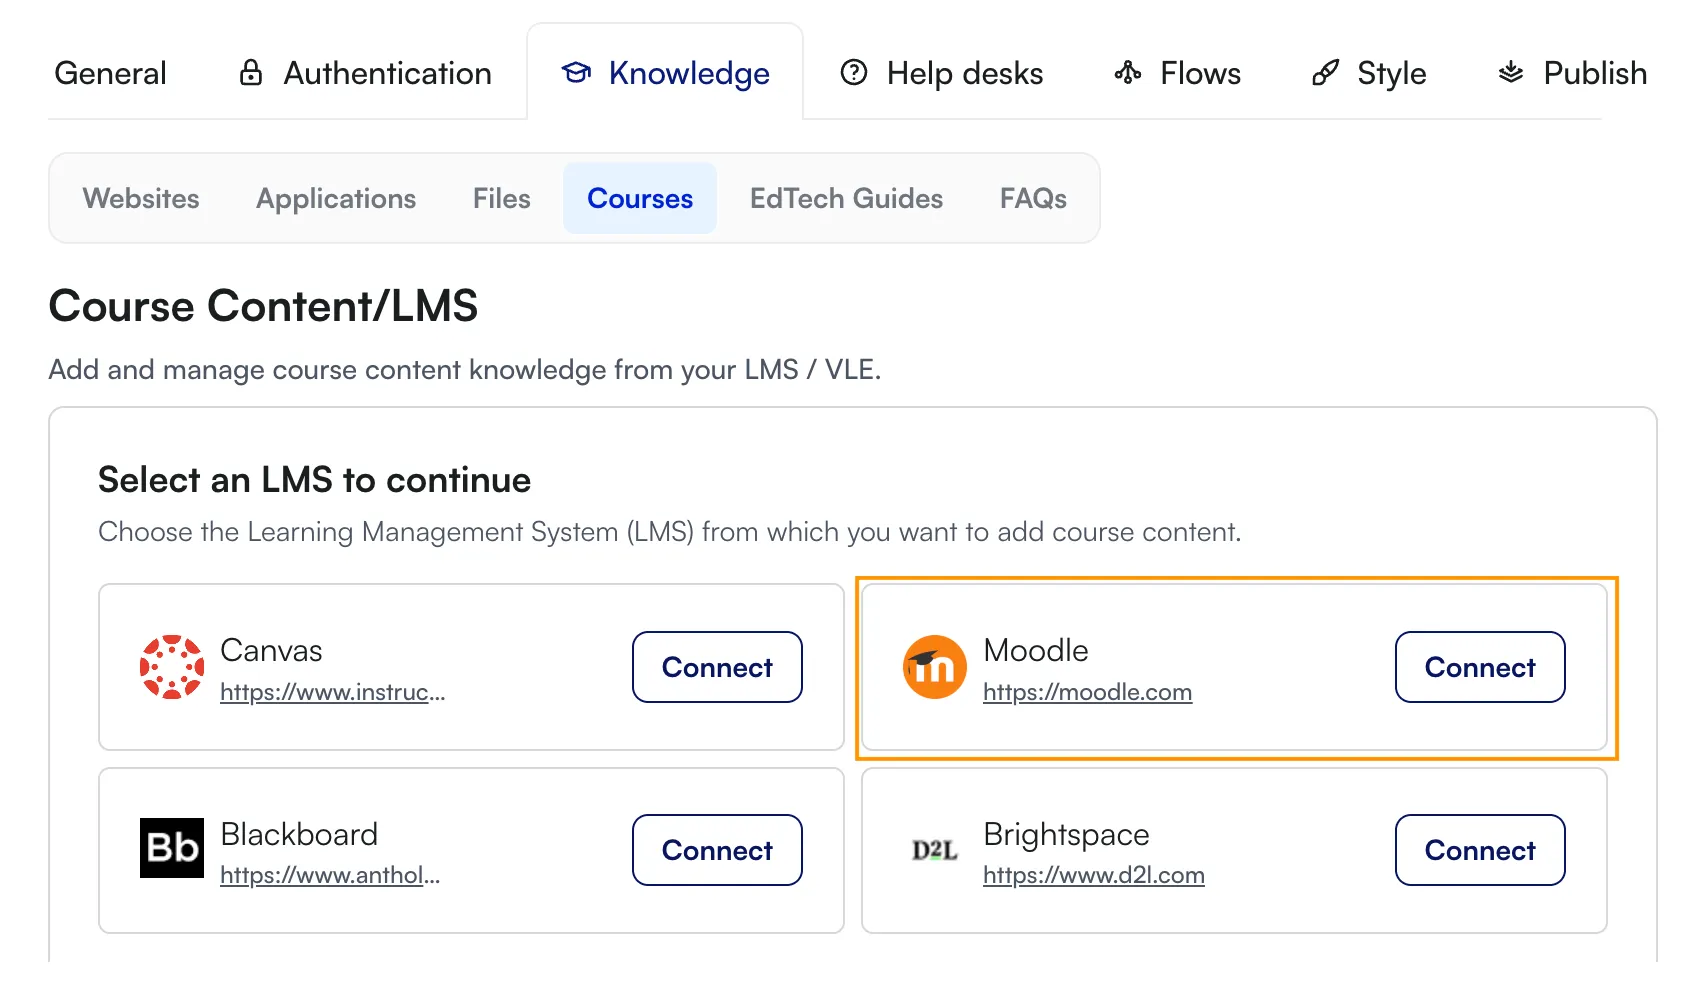 General Authentication Knowledge Help desks Flows Style Publish
Websites Applications Files Courses EdTech Guides FAQs
Course Content/LMS
Add and manage course content knowledge from your LMS / VLE.
Select an LMS to continue
Choose the Learning Management System (LMS) from which you want to add course content.
Canvas
https://www.instruc...
Connect
m
Moodle
https://moodle.com
Connect
Bb
Blackboard
https://www.anthol...
Connect
D2L
Brightspace
https://www.d2l.com
Connect